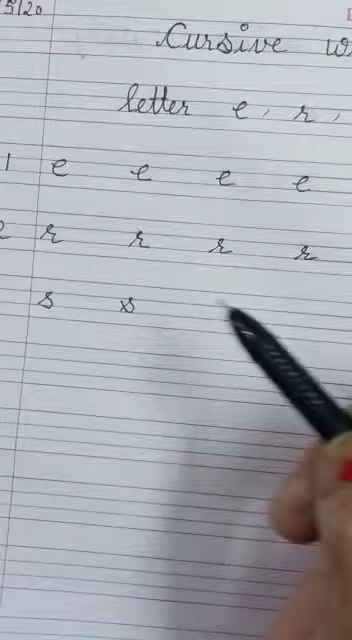 5/20
Cursive
letter e, r,
1 e e e e
2 r r r r
s s